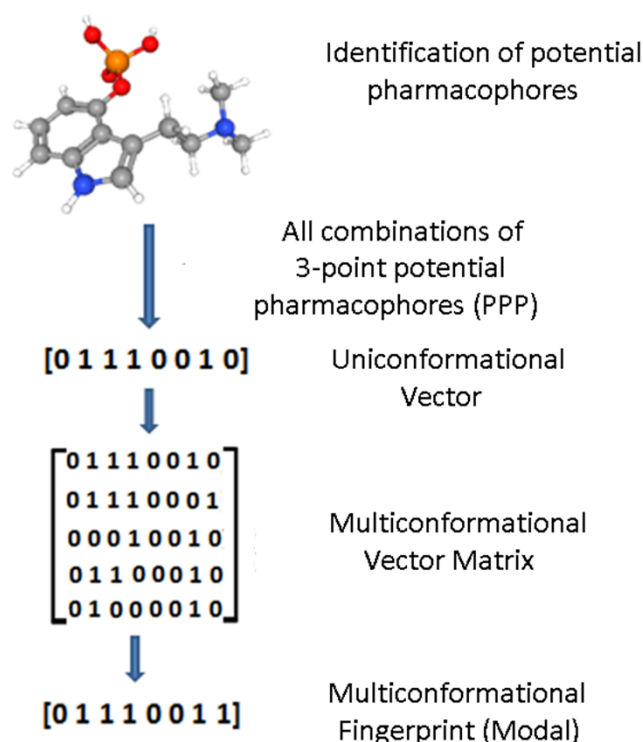 Identification of potential
pharmacophores
All combinations of
3-point potential
pharmacophores (PPP)
[0 1 1 1 0 0 1 0]
Uniconformational
Vector
0 1 1 1 0 0 1 0
0 1 1 1 0 0 0 1
0 0 0 1 0 0 1 0
0 1 1 0 0 0 1 0
0 1 0 0 0 0 1 0
Multiconformational
Vector Matrix
[0 1 1 1 0 0 1 1]
Multiconformational
Fingerprint (Modal)